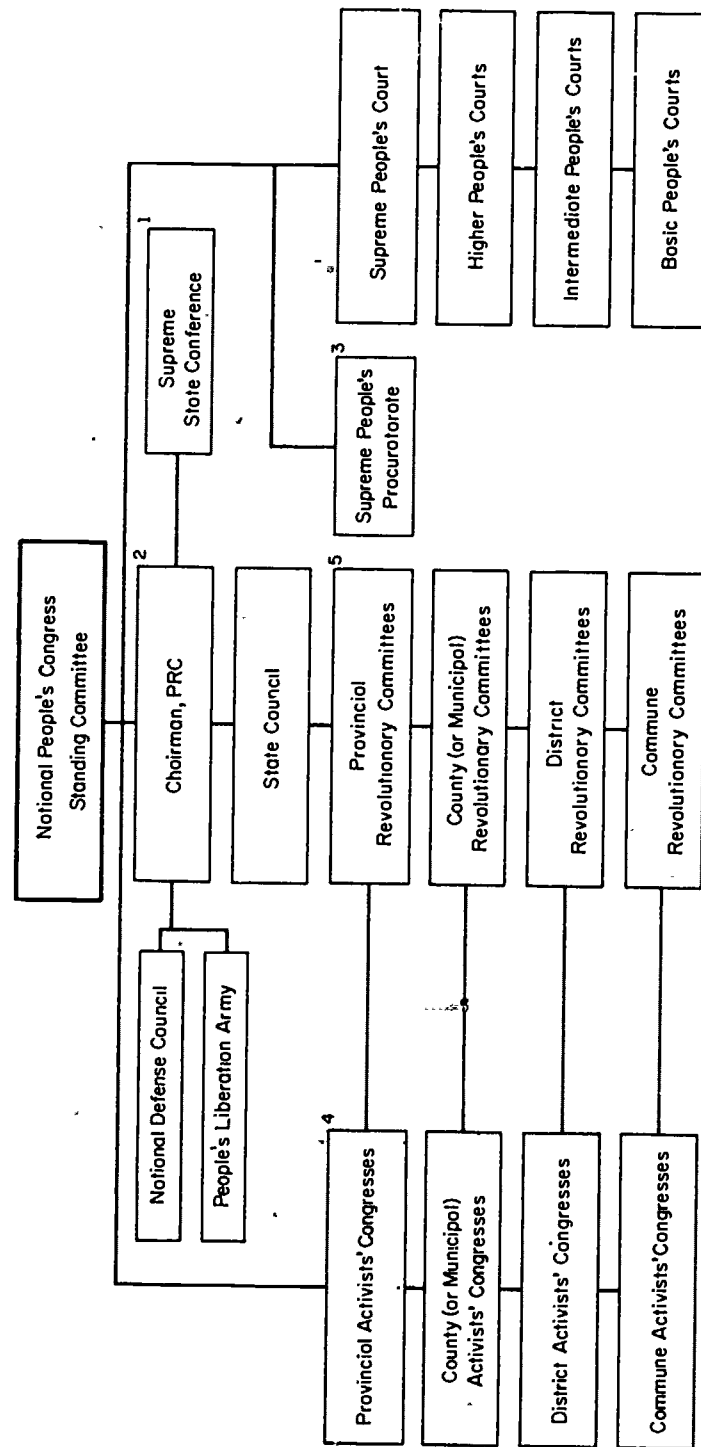 National People's Congress
Standing Committee
1
Supreme
State Conference
2
Chairman, PRC
National Defense Council
People's Liberation Army
State Council
3
Supreme People's
Procuratorate
Supreme People's Court
Higher People's Courts
Intermediate People's Courts
Basic People's Courts
4
Provincial Activists' Congresses
5
Provincial
Revolutionary Committees
County (or Municipal)
Activists' Congresses
County (or Municipal)
Revolutionary Committees
District Activists' Congresses
District
Revolutionary Committees
Commune Activists' Congresses
Commune
Revolutionary Committees